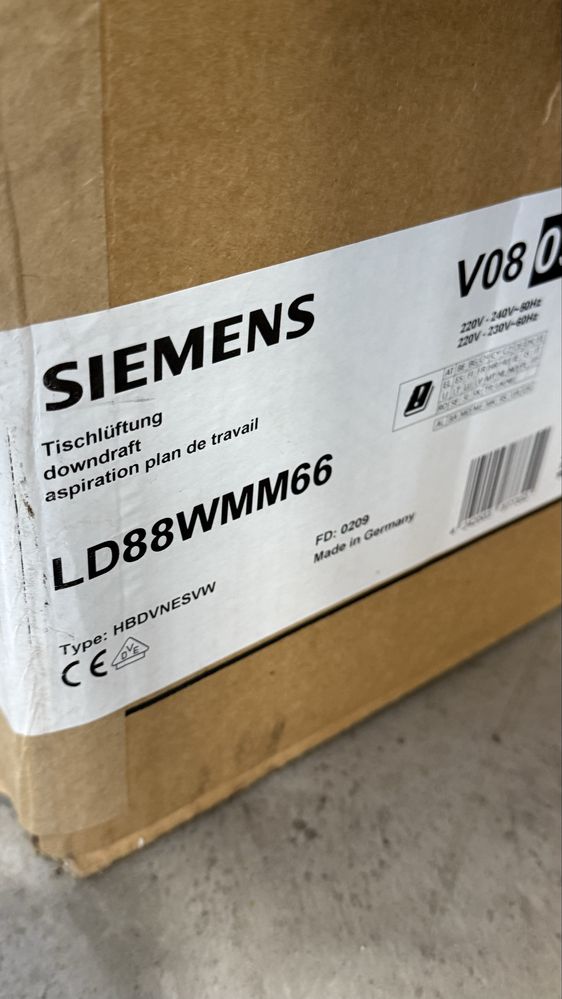 SIEMENS
Tischlüftung
downdraft
aspiration plan de travail
LD88WMM66
FD: 0209
Made in Germany
Type: HBDVNESVW
CE
DVE
V08
220V - 240V~50Hz
220V - 230V~60Hz